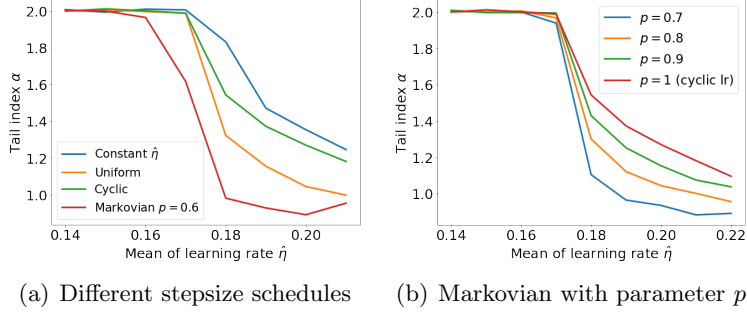 2.0
1.8
1.6
1.4
1.2
1.0
Tail index α
Constant η̂
Uniform
Cyclic
Markovian p = 0.6
0.14 0.16 0.18 0.20
Mean of learning rate η̂
(a) Different stepsize schedules
2.0
1.8
1.6
1.4
1.2
1.0
Tail index α
p = 0.7
p = 0.8
p = 0.9
p = 1 (cyclic lr)
0.14 0.16 0.18 0.20 0.22
Mean of learning rate η̂
(b) Markovian with parameter p